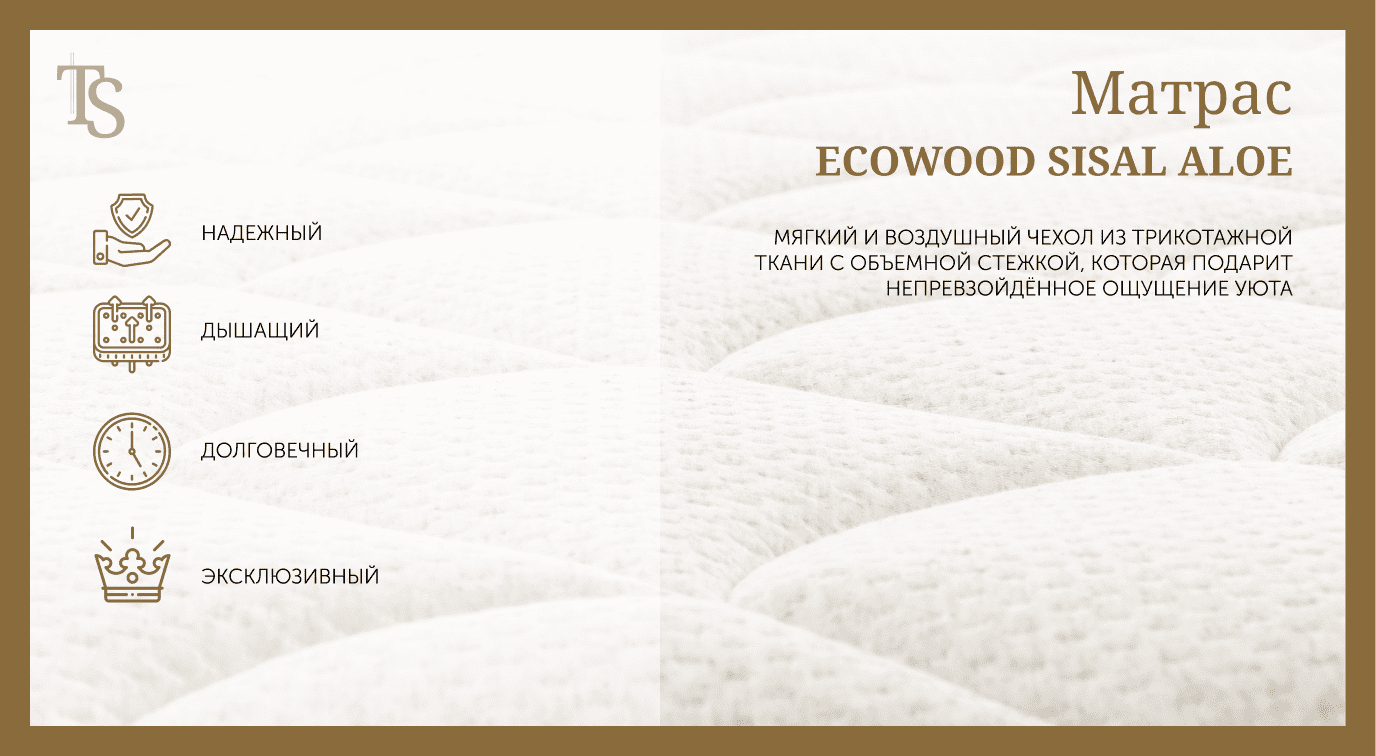 TS
Матрас
ECOWOOD SISAL ALOE
МЯГКИЙ И ВОЗДУШНЫЙ ЧЕХОЛ ИЗ ТРИКОТАЖНОЙ
ТКАНИ С ОБЪЕМНОЙ СТЕЖКОЙ, КОТОРАЯ ПОДАРИТ
НЕПРЕВЗОЙДЁННОЕ ОЩУЩЕНИЕ УЮТА
НАДЕЖНЫЙ
ДЫШАЩИЙ
ДОЛГОВЕЧНЫЙ
ЭКСКЛЮЗИВНЫЙ